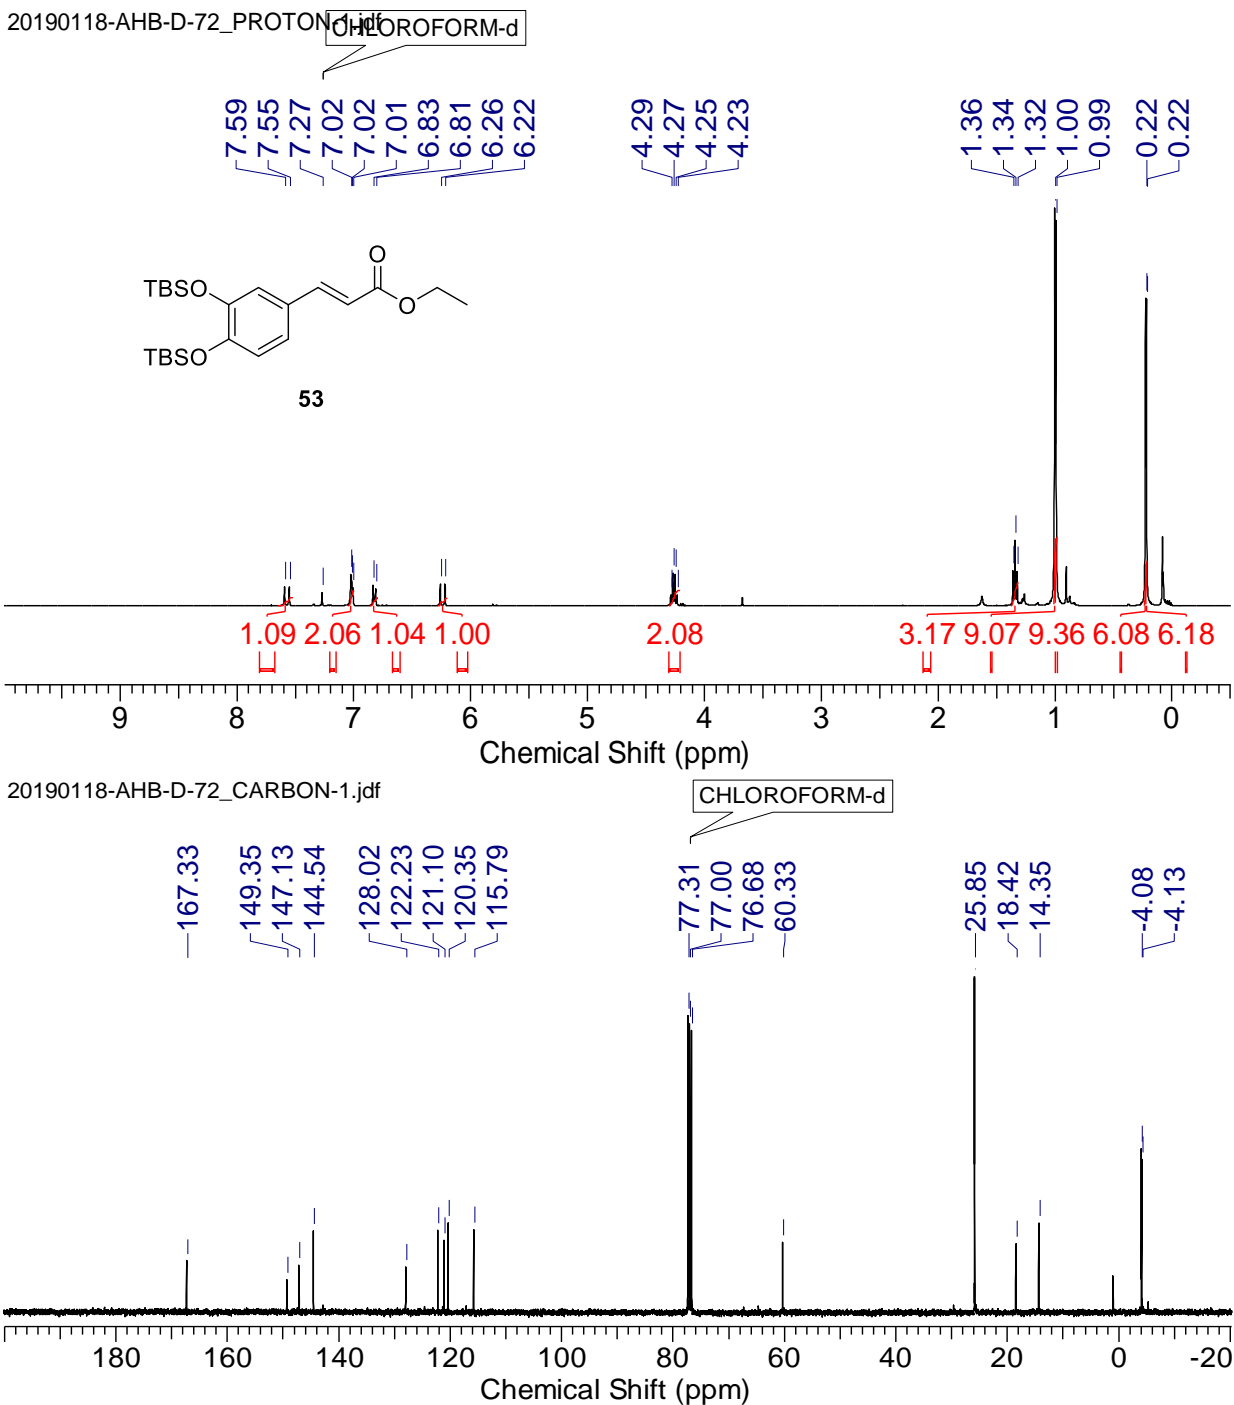 20190118-AHB-D-72_PROTON-1.jdf
CHLOROFORM-d
7.59 7.55 7.27 7.02 7.02 7.01 6.83 6.81 6.26 6.22 4.29 4.27 4.25 4.23 1.36 1.34 1.32 1.00 0.99 0.22 0.22
O
TBSO
O
TBSO
53
1.09 2.06 1.04 1.00 2.08 3.17 9.07 9.36 6.08 6.18
9 8 7 6 5 4 3 2 1 0
Chemical Shift (ppm)
20190118-AHB-D-72_CARBON-1.jdf
CHLOROFORM-d
167.33 149.35 147.13 144.54 128.02 122.23 121.10 120.35 115.79 77.31 77.00 76.68 60.33 25.85 18.42 14.35 -4.08 -4.13
180 160 140 120 100 80 60 40 20 0 -20
Chemical Shift (ppm)